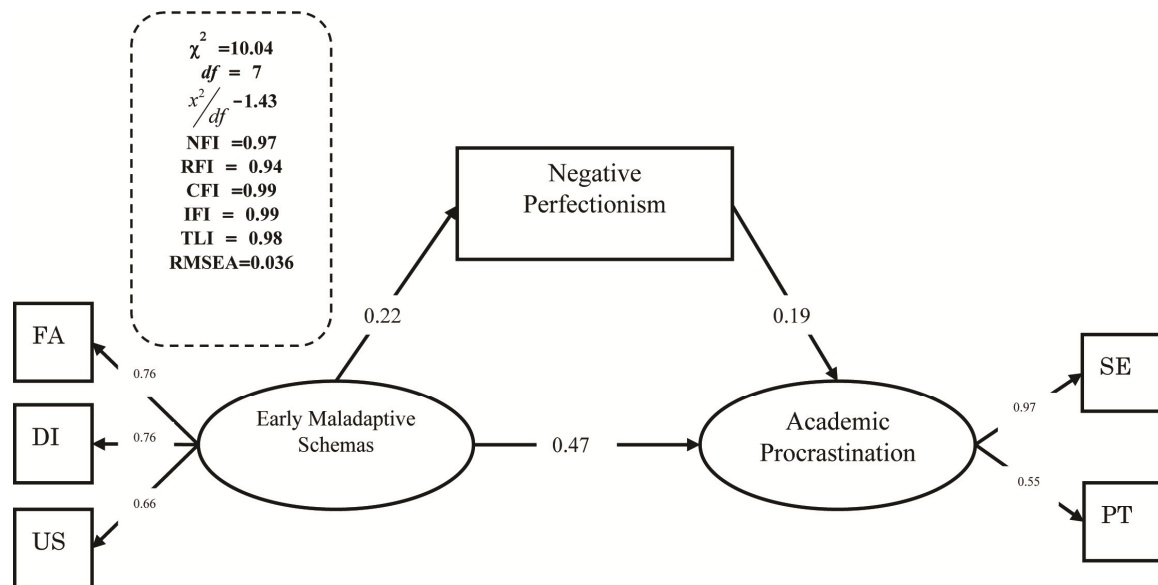 χ² =10.04
df = 7
x²/df -1.43
NFI =0.97
RFI = 0.94
CFI =0.99
IFI = 0.99
TLI = 0.98
RMSEA=0.036
Negative
Perfectionism
0.22
0.19
FA
DI
US
0.76
0.76
0.66
Early Maladaptive
Schemas
0.47
Academic
Procrastination
0.97
0.55
SE
PT